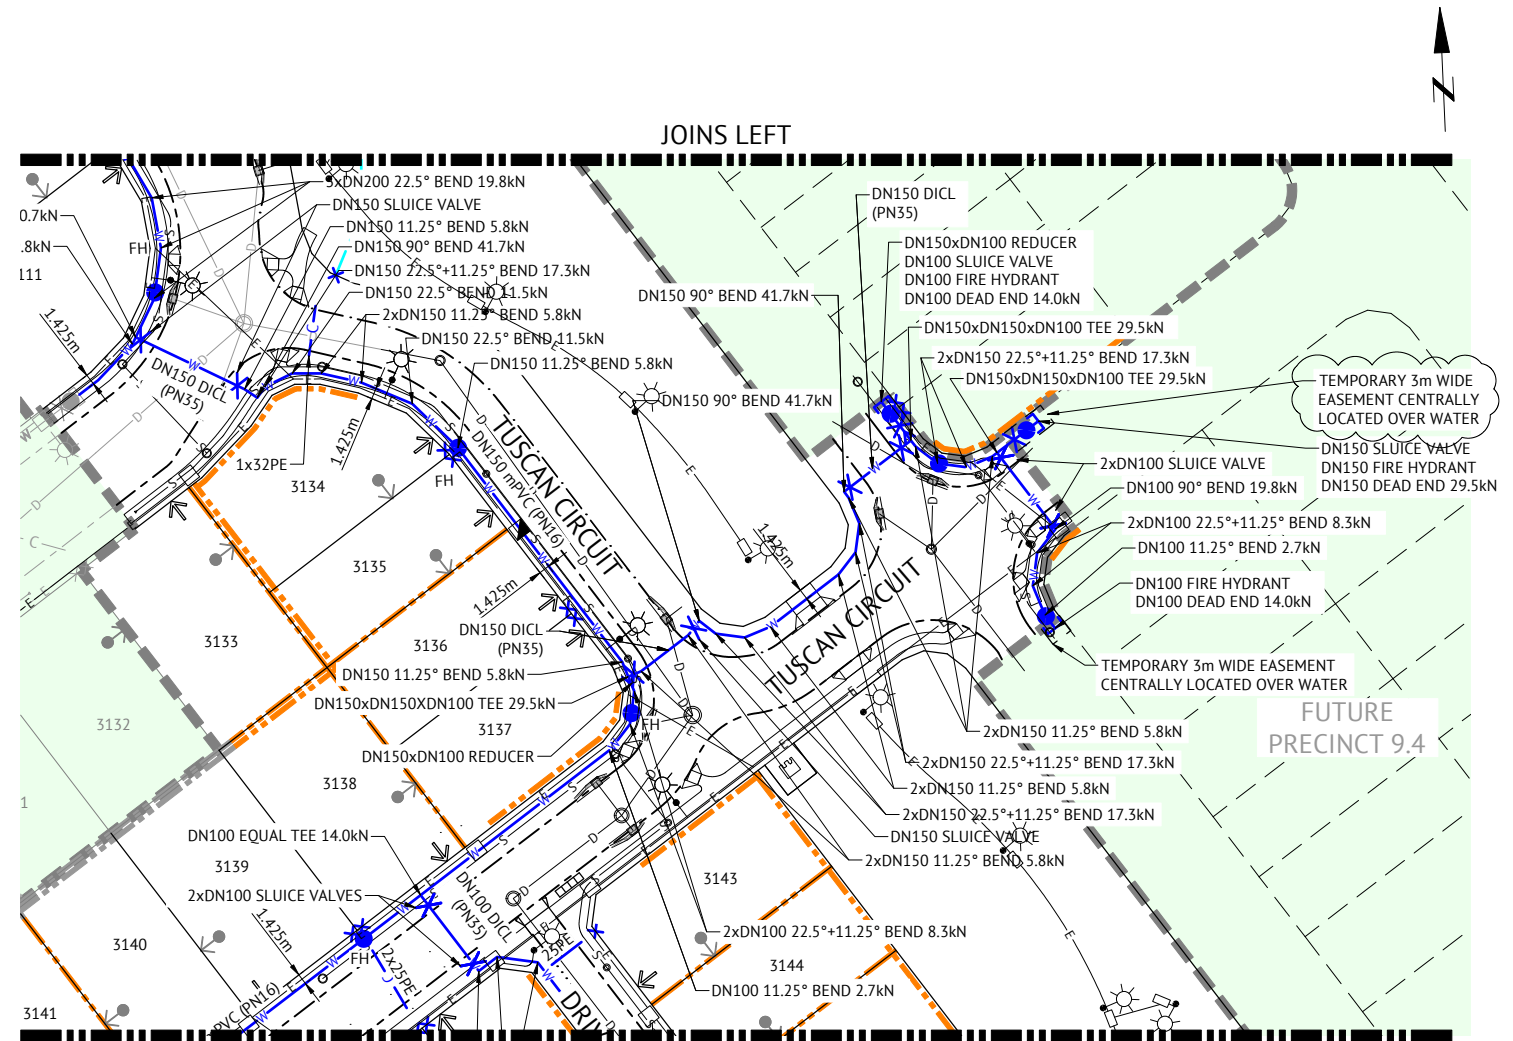 JOINS LEFT
N
5xDN200 22.5° BEND 19.8kN
DN150 SLUICE VALVE
DN150 11.25° BEND 5.8kN
DN150 90° BEND 41.7kN
DN150 22.5°+11.25° BEND 17.3kN
DN150 22.5° BEND 11.5kN
2xDN150 11.25° BEND 5.8kN
DN150 22.5° BEND 11.5kN
DN150 11.25° BEND 5.8kN
0.7kN
.8kN
FH
1.425m
DN150 DICL
(PN35)
1x32PE
1.425m
FH
TUSCAN CIRCUIT
DN150 mPVC (PN16)
1.425m
DN150 90° BEND 41.7kN
DN150 90° BEND 41.7kN
DN150 DICL
(PN35)
DN150xDN100 REDUCER
DN100 SLUICE VALVE
DN100 FIRE HYDRANT
DN100 DEAD END 14.0kN
DN150xDN150xDN100 TEE 29.5kN
2xDN150 22.5°+11.25° BEND 17.3kN
DN150xDN150xDN100 TEE 29.5kN
TEMPORARY 3m WIDE
EASEMENT CENTRALLY
LOCATED OVER WATER
DN150 SLUICE VALVE
DN150 FIRE HYDRANT
DN150 DEAD END 29.5kN
2xDN100 SLUICE VALVE
DN100 90° BEND 19.8kN
2xDN100 22.5°+11.25° BEND 8.3kN
DN100 11.25° BEND 2.7kN
DN100 FIRE HYDRANT
DN100 DEAD END 14.0kN
TEMPORARY 3m WIDE EASEMENT
CENTRALLY LOCATED OVER WATER
FUTURE
PRECINCT 9.4
1.425m
TUSCAN CIRCUIT
3134
3135
3133
3136
3132
3137
3138
3139
3140
3141
3143
3144
DN150 DICL
(PN35)
DN150 11.25° BEND 5.8kN
DN150xDN150XDN100 TEE 29.5kN
FH
DN150xDN100 REDUCER
2xDN150 11.25° BEND 5.8kN
2xDN150 22.5°+11.25° BEND 17.3kN
2xDN150 11.25° BEND 5.8kN
2xDN150 22.5°+11.25° BEND 17.3kN
DN150 SLUICE VALVE
2xDN150 11.25° BEND 5.8kN
2xDN100 22.5°+11.25° BEND 8.3kN
DN100 11.25° BEND 2.7kN
DN100 EQUAL TEE 14.0kN
2xDN100 SLUICE VALVES
DN100 DICL
(PN35)
1.425m
FH
2x25PE
25PE
PVC (PN16)
DRIV